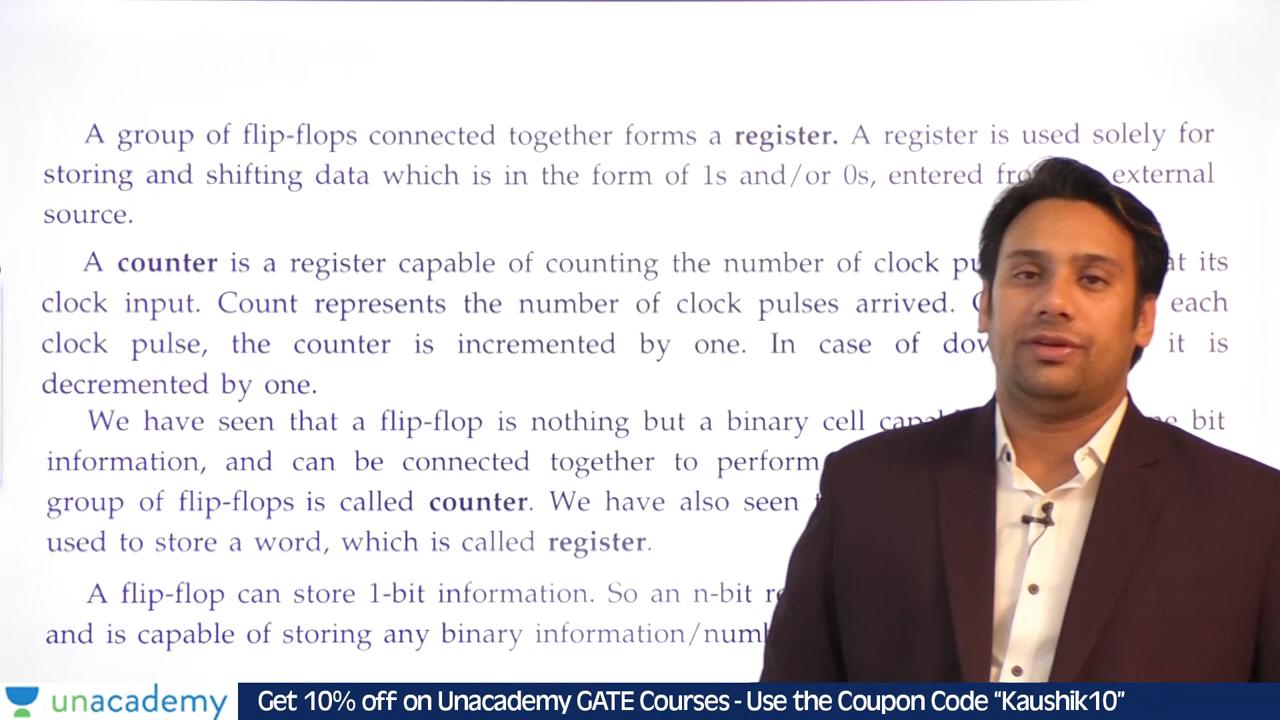 A group of flip-flops connected together forms a register. A register is used solely for
storing and shifting data which is in the form of 1s and/or 0s, entered external
source.
A counter is a register capable of counting the number of clock at its
clock input. Count represents the number of clock pulses arrived. each
clock pulse, the counter is incremented by one. In case of it is
decremented by one.
We have seen that a flip-flop is nothing but a binary cell bit
information, and can be connected together to perform
group of flip-flops is called counter. We have also seen
used to store a word, which is called register.
A flip-flop can store 1-bit information. So an n-bit
and is capable of storing any binary
unacademy Get 10% off on Unacademy GATE Courses - Use the Coupon Code "Kaushik10"